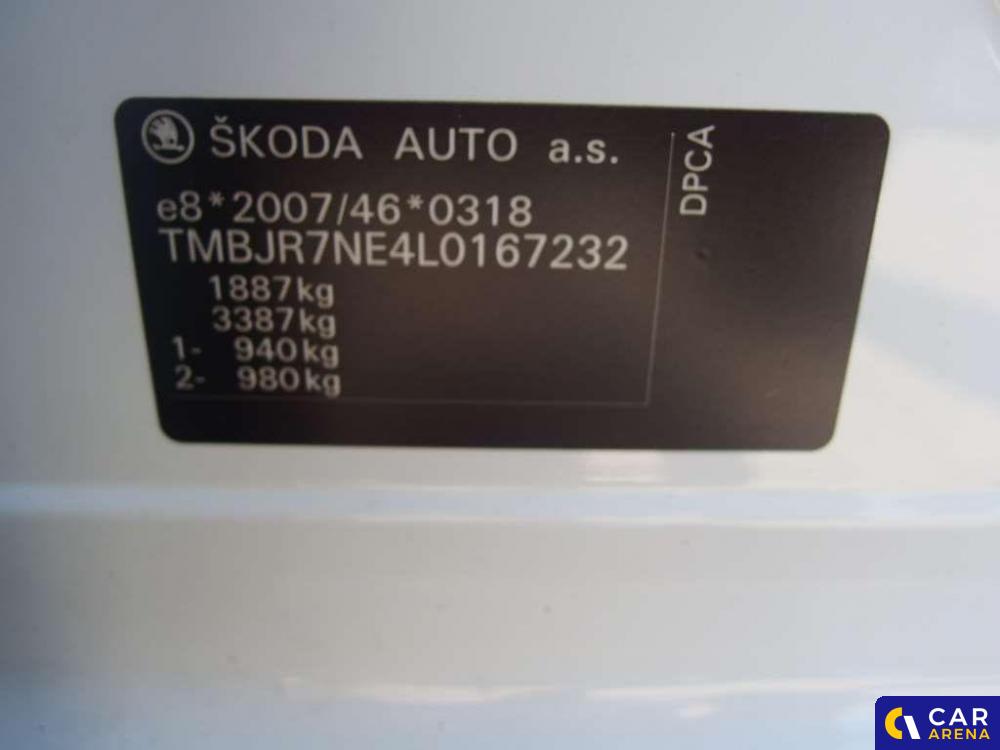 ŠKODA AUTO a.s.
e8*2007/46*0318
TMBJR7NE4L0167232
1887kg
3387kg
1- 940kg
2- 980kg
DPCA
CAR
ARENA